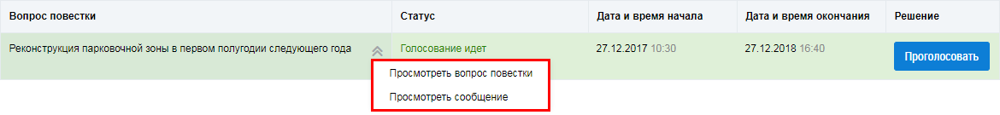 Вопрос повестки Статус Дата и время начала Дата и время окончания Решение
Реконструкция парковочной зоны в первом полугодии следующего года Голосование идет 27.12.2017 10:30 27.12.2018 16:40 Проголосовать
Просмотреть вопрос повестки
Просмотреть сообщение